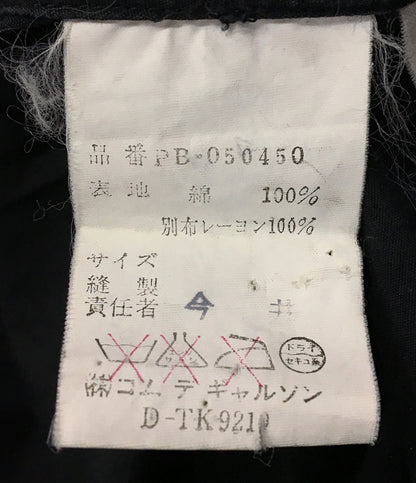 品番 PB-050450
表地 綿 100%
別布レーヨン100%
サイズ
縫製
責任者 今井
ドライ
セキユ系
㈱コム デ ギャルソン
D-TK9210